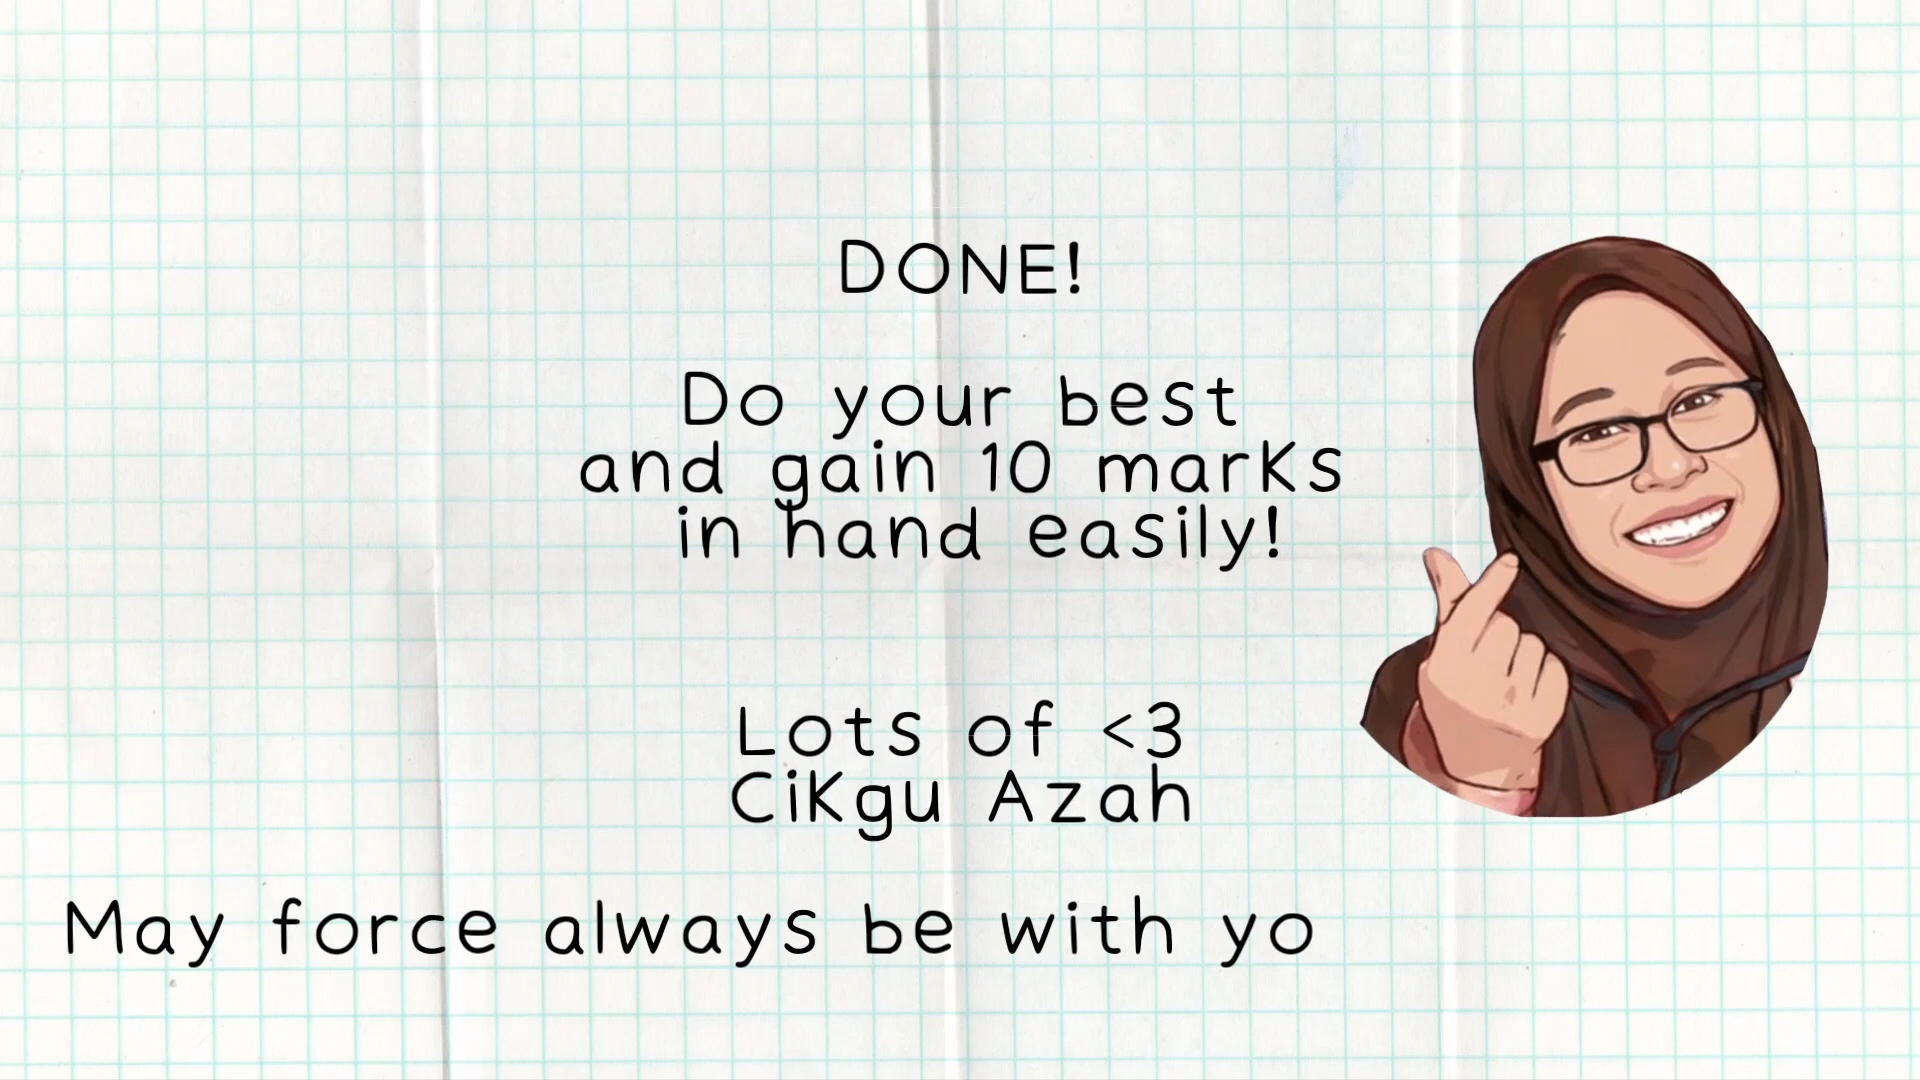 DONE!
Do your best
and gain 10 marks
in hand easily!
Lots of <3
Cikgu Azah
May force always be with yo